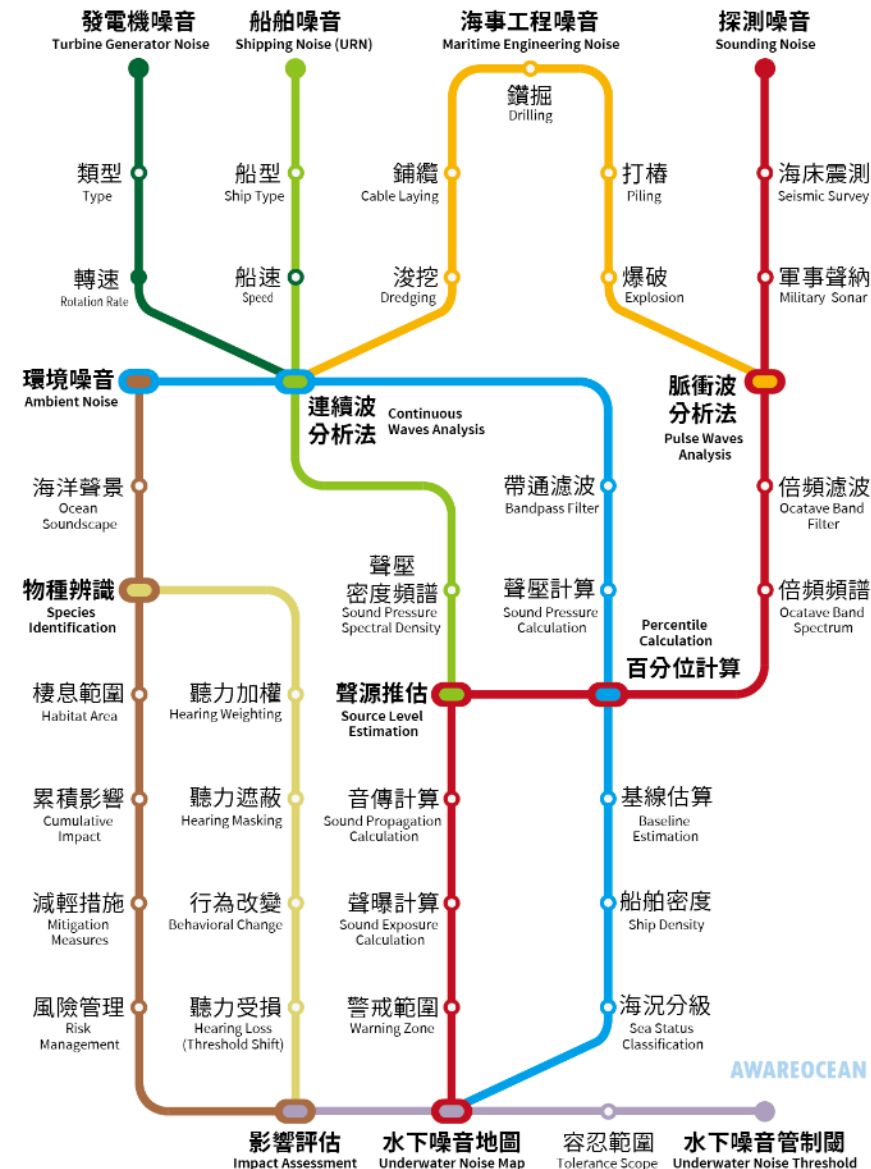 發電機噪音
Turbine Generator Noise
船舶噪音
Shipping Noise (URN)
海事工程噪音
Maritime Engineering Noise
探測噪音
Sounding Noise
鑽掘
Drilling
類型
Type
船型
Ship Type
鋪纜
Cable Laying
打樁
Piling
海床震測
Seismic Survey
轉速
Rotation Rate
船速
Speed
浚挖
Dredging
爆破
Explosion
軍事聲納
Military Sonar
環境噪音
Ambient Noise
連續波
分析法
Continuous
Waves Analysis
脈衝波
分析法
Pulse Waves
Analysis
海洋聲景
Ocean
Soundscape
帶通濾波
Bandpass Filter
倍頻濾波
Ocatave Band
Filter
物種辨識
Species
Identification
聲壓
密度頻譜
Sound Pressure
Spectral Density
聲壓計算
Sound Pressure
Calculation
倍頻頻譜
Ocatave Band
Spectrum
Percentile
Calculation
百分位計算
棲息範圍
Habitat Area
聽力加權
Hearing Weighting
聲源推估
Source Level
Estimation
累積影響
Cumulative
Impact
聽力遮蔽
Hearing Masking
音傳計算
Sound Propagation
Calculation
基線估算
Baseline
Estimation
減輕措施
Mitigation
Measures
行為改變
Behavioral Change
聲曝計算
Sound Exposure
Calculation
船舶密度
Ship Density
風險管理
Risk
Management
聽力受損
Hearing Loss
(Threshold Shift)
警戒範圍
Warning Zone
海況分級
Sea Status
Classification
AWAREOCEAN
影響評估
Impact Assessment
水下噪音地圖
Underwater Noise Map
容忍範圍
Tolerance Scope
水下噪音管制閾
Underwater Noise Threshold